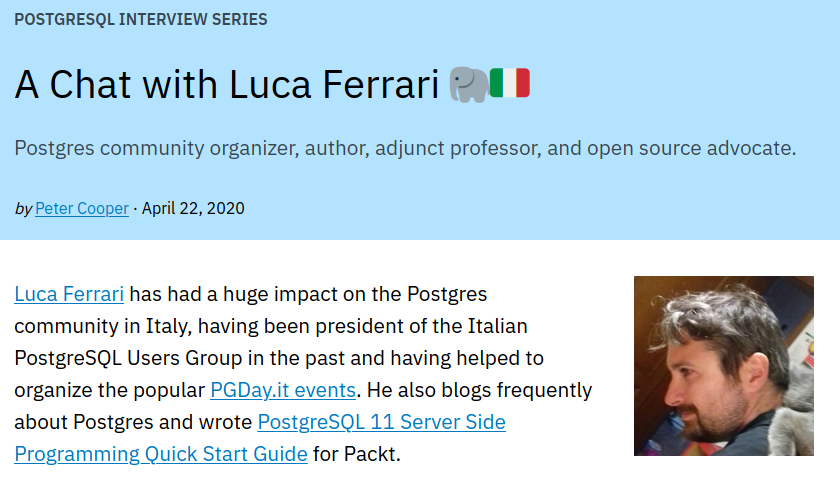 POSTGRESQL INTERVIEW SERIES
A Chat with Luca Ferrari 🐘🇮🇹
Postgres community organizer, author, adjunct professor, and open source advocate.
by Peter Cooper · April 22, 2020
Luca Ferrari has had a huge impact on the Postgres
community in Italy, having been president of the Italian
PostgreSQL Users Group in the past and having helped to
organize the popular PGDay.it events. He also blogs frequently
about Postgres and wrote PostgreSQL 11 Server Side
Programming Quick Start Guide for Packt.